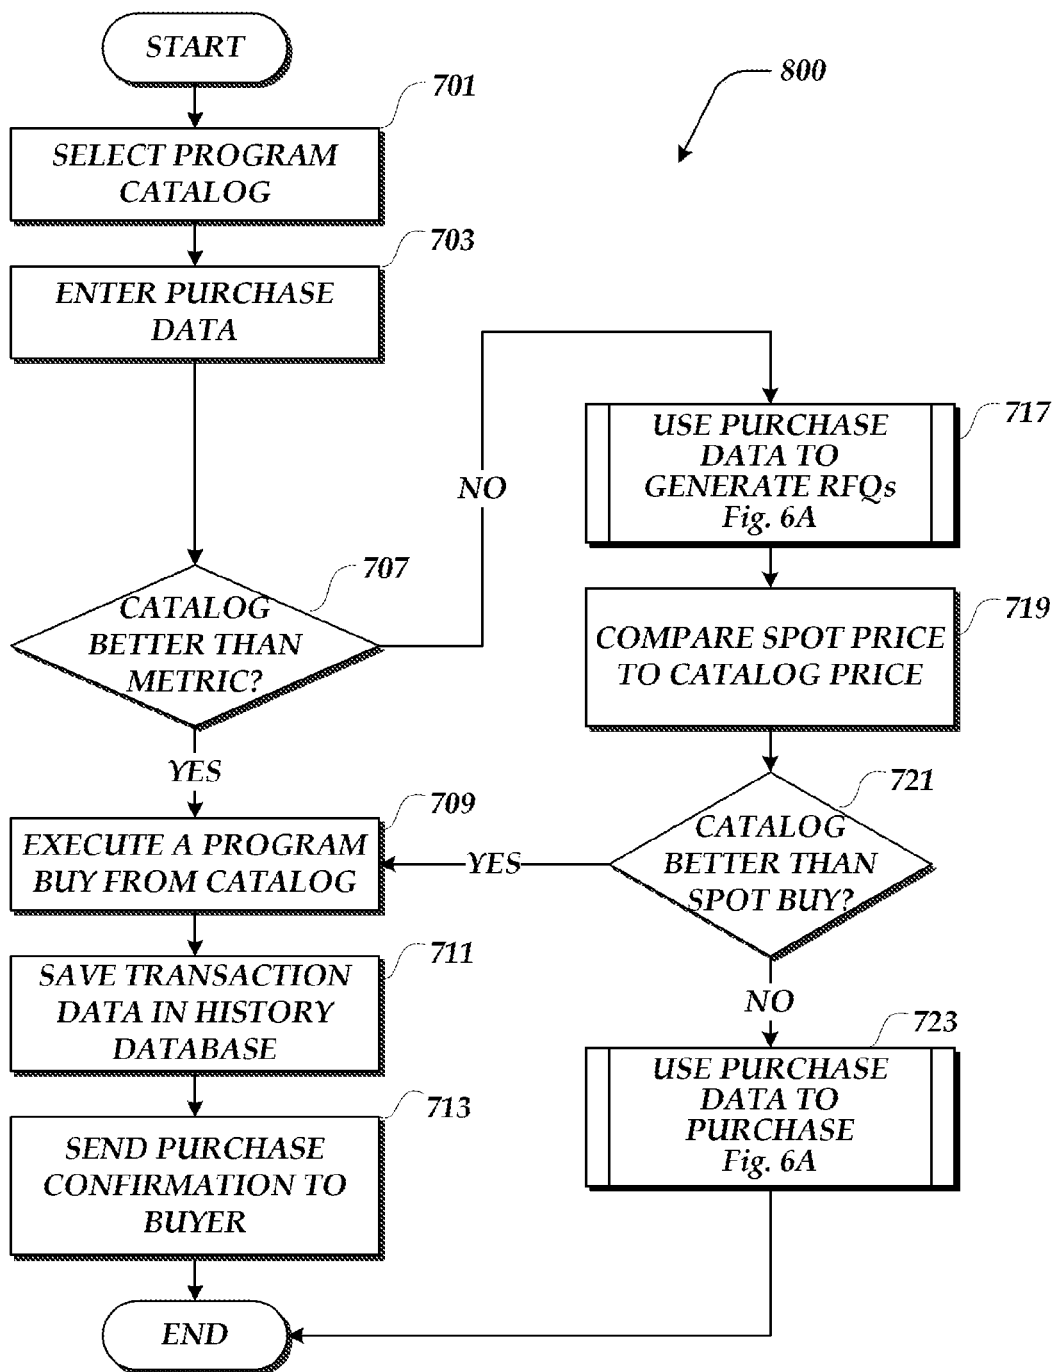 START
800
701
SELECT PROGRAM
CATALOG
703
ENTER PURCHASE
DATA
717
USE PURCHASE
DATA TO
GENERATE RFQs
Fig. 6A
NO
707
CATALOG
BETTER THAN
METRIC?
719
COMPARE SPOT PRICE
TO CATALOG PRICE
YES
721
CATALOG
BETTER THAN
SPOT BUY?
YES
709
EXECUTE A PROGRAM
BUY FROM CATALOG
711
SAVE TRANSACTION
DATA IN HISTORY
DATABASE
NO
723
USE PURCHASE
DATA TO
PURCHASE
Fig. 6A
713
SEND PURCHASE
CONFIRMATION TO
BUYER
END